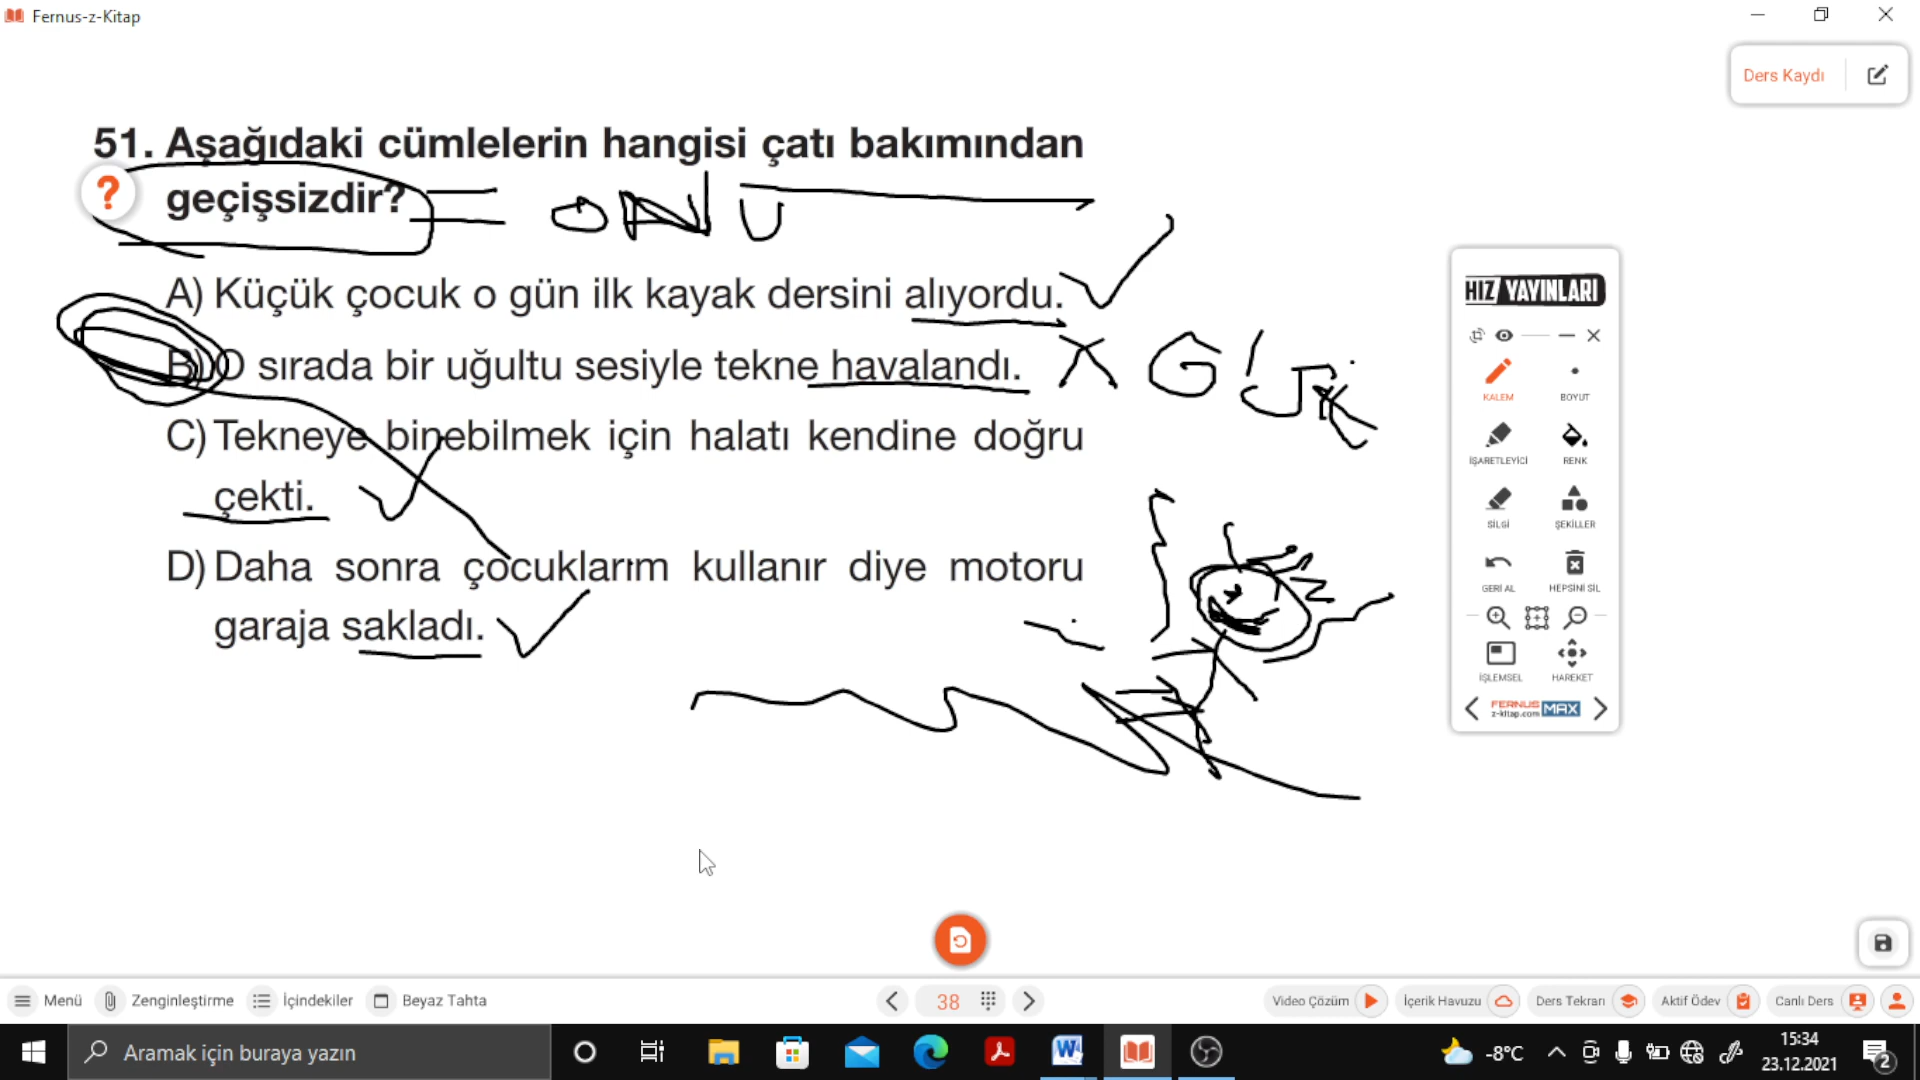 Fernus-z-Kitap
Ders Kaydı
51. Aşağıdaki cümlelerin hangisi çatı bakımından
geçişsizdir?
= ONU
A) Küçük çocuk o gün ilk kayak dersini alıyordu.
B) O sırada bir uğultu sesiyle tekne havalandı.
C) Tekneye binebilmek için halatı kendine doğru
çekti.
D) Daha sonra çocuklarım kullanır diye motoru
garaja sakladı.
HIZ YAYINLARI
KALEM BOYUT
İŞARETLEYİCİ RENK
SİLGİ ŞEKİLLER
GERİ AL HEPSİNİ SİL
İŞLEMSEL HAREKET
FERNUS
z-kitap.com MAX
Menü Zenginleştirme İçindekiler Beyaz Tahta 38 Video Çözüm İçerik Havuzu Ders Tekrarı Aktif Ödev Canlı Ders
Aramak için buraya yazın
-8°C
15:34
23.12.2021
2